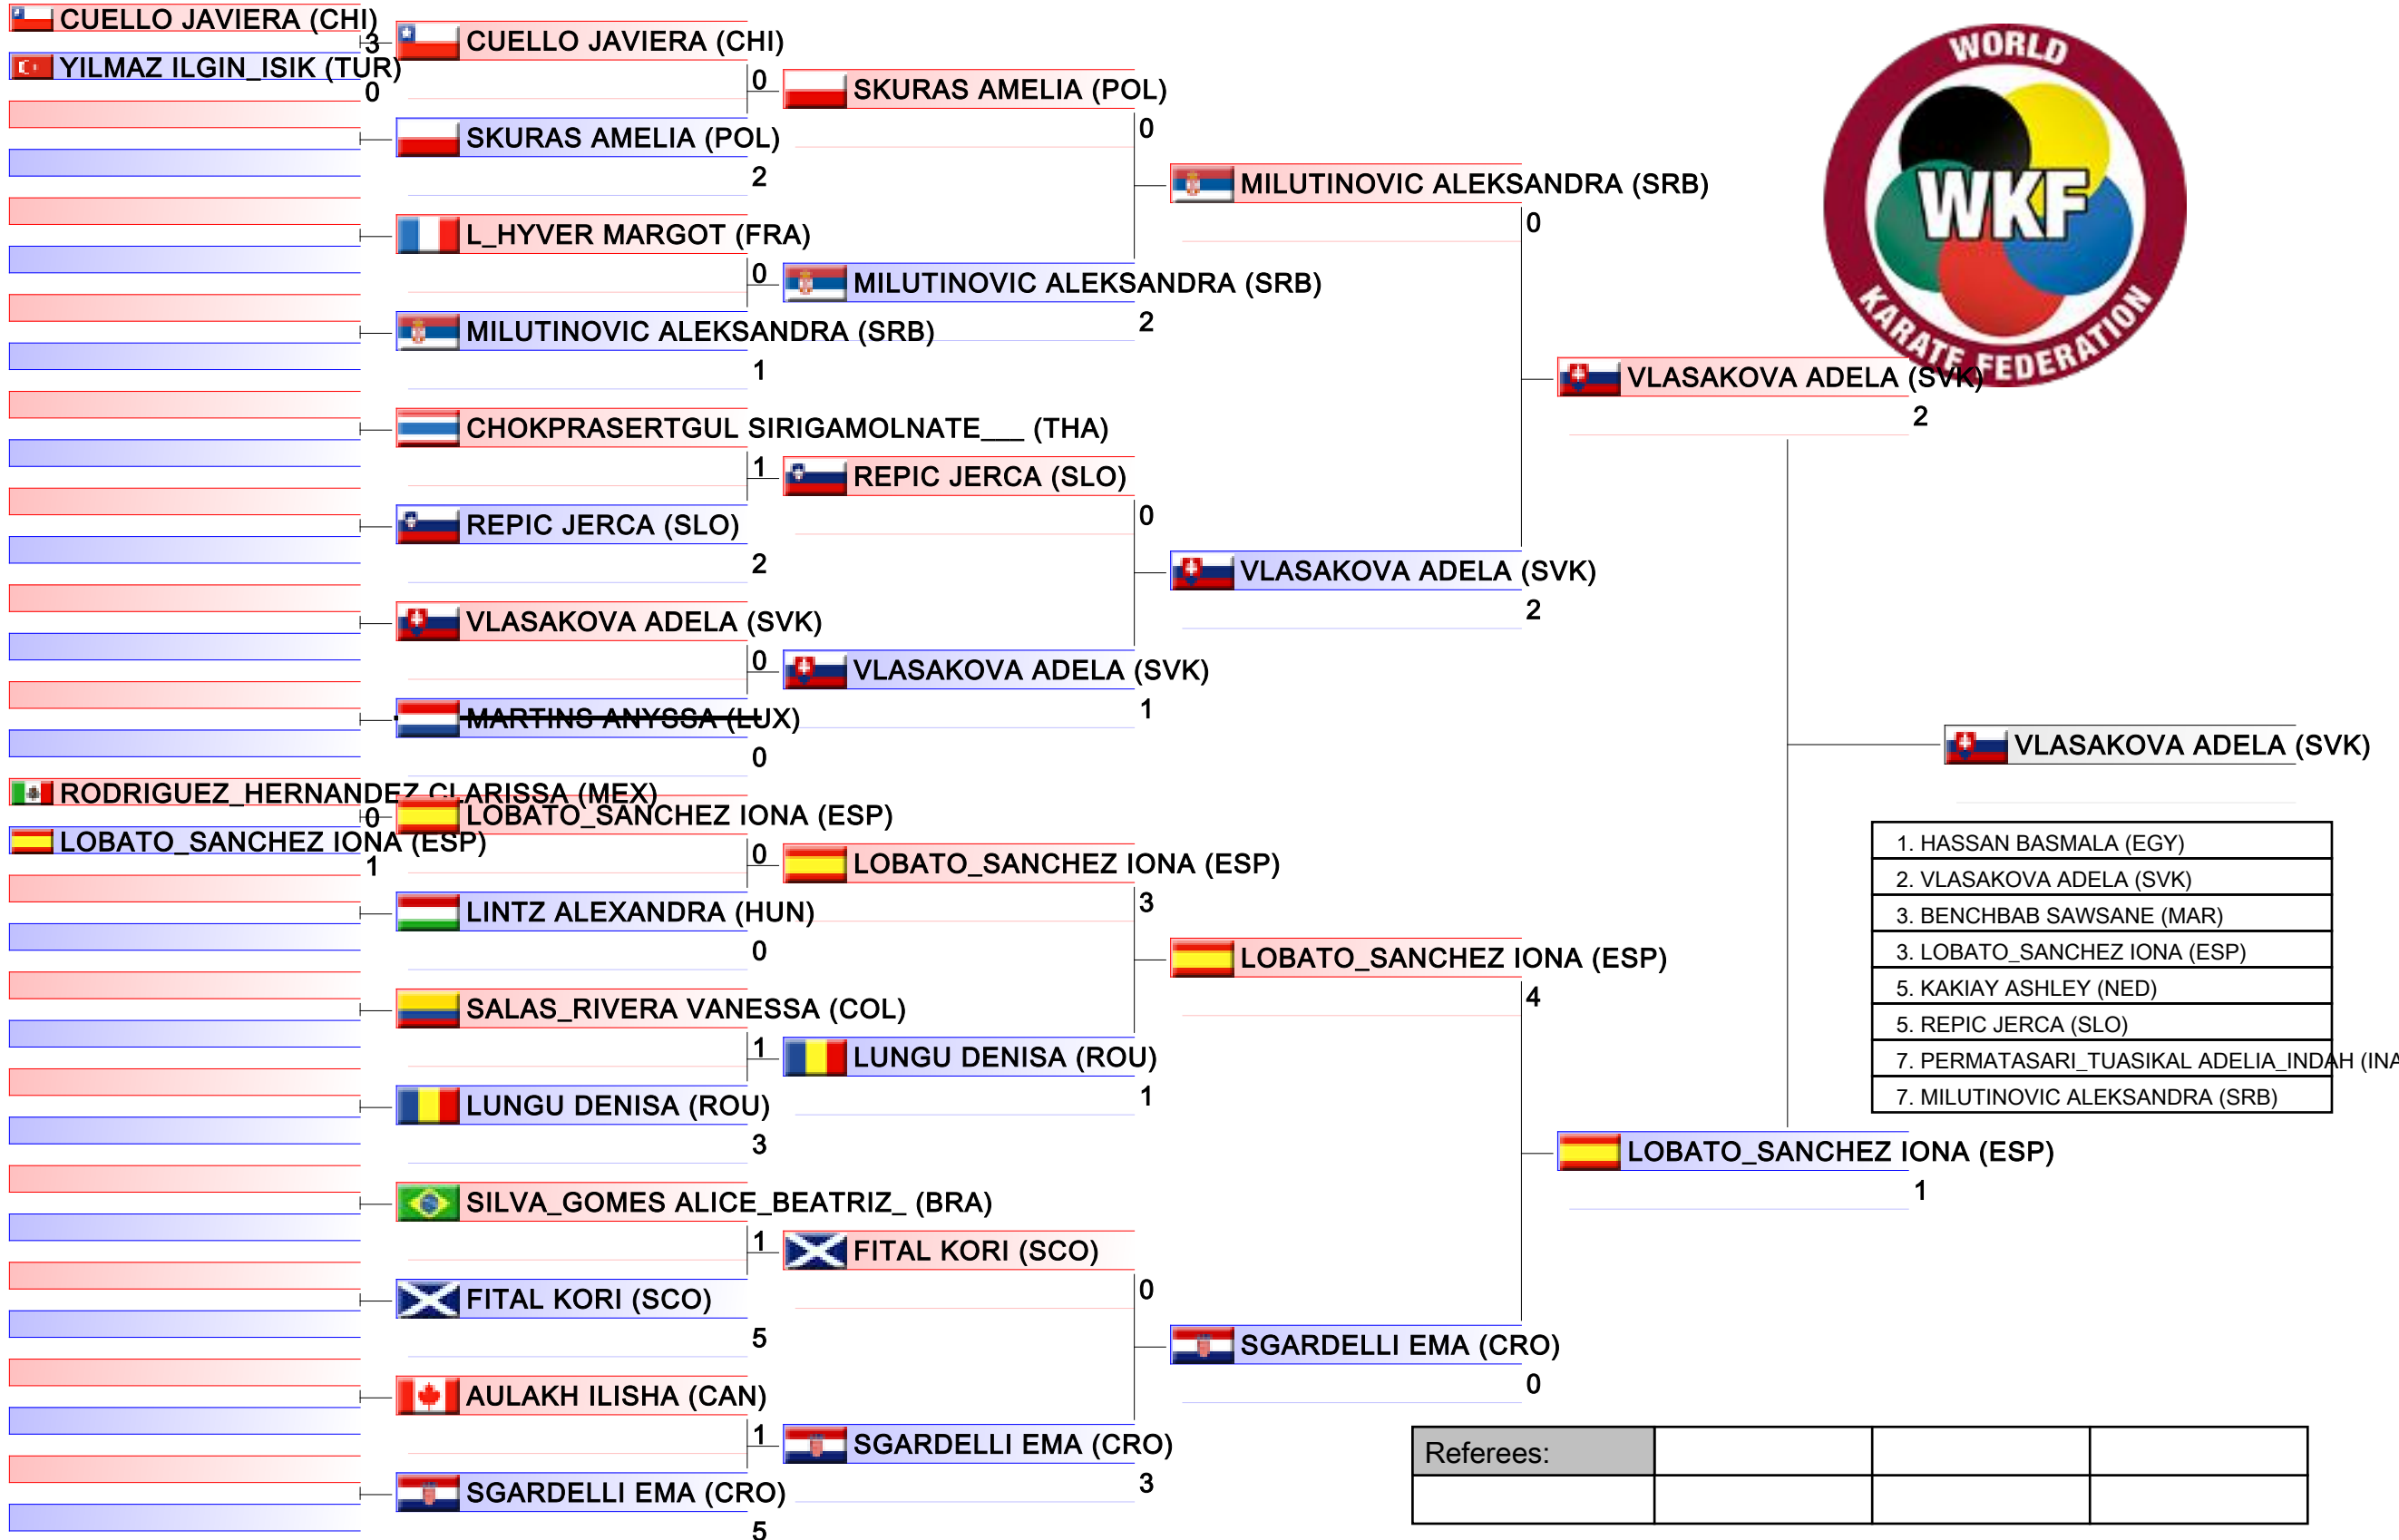 CUELLO JAVIERA (CHI)
3
YILMAZ ILGIN_ISIK (TUR)
0
RODRIGUEZ_HERNANDEZ CLARISSA (MEX)
0
LOBATO_SANCHEZ IONA (ESP)
1
CUELLO JAVIERA (CHI)
0
SKURAS AMELIA (POL)
2
L_HYVER MARGOT (FRA)
0
MILUTINOVIC ALEKSANDRA (SRB)
1
CHOKPRASERTGUL SIRIGAMOLNATE___ (THA)
1
REPIC JERCA (SLO)
2
VLASAKOVA ADELA (SVK)
0
MARTINS ANYSSA (LUX)
0
LOBATO_SANCHEZ IONA (ESP)
0
LINTZ ALEXANDRA (HUN)
0
SALAS_RIVERA VANESSA (COL)
1
LUNGU DENISA (ROU)
3
SILVA_GOMES ALICE_BEATRIZ_ (BRA)
1
FITAL KORI (SCO)
5
AULAKH ILISHA (CAN)
1
SGARDELLI EMA (CRO)
5
SKURAS AMELIA (POL)
0
MILUTINOVIC ALEKSANDRA (SRB)
2
REPIC JERCA (SLO)
0
VLASAKOVA ADELA (SVK)
1
LOBATO_SANCHEZ IONA (ESP)
3
LUNGU DENISA (ROU)
1
FITAL KORI (SCO)
0
SGARDELLI EMA (CRO)
3
MILUTINOVIC ALEKSANDRA (SRB)
0
VLASAKOVA ADELA (SVK)
2
LOBATO_SANCHEZ IONA (ESP)
4
SGARDELLI EMA (CRO)
0
VLASAKOVA ADELA (SVK)
2
LOBATO_SANCHEZ IONA (ESP)
1
WORLD
WKF
KARATE FEDERATION
VLASAKOVA ADELA (SVK)
1. HASSAN BASMALA (EGY)
2. VLASAKOVA ADELA (SVK)
3. BENCHBAB SAWSANE (MAR)
3. LOBATO_SANCHEZ IONA (ESP)
5. KAKIAY ASHLEY (NED)
5. REPIC JERCA (SLO)
7. PERMATASARI_TUASIKAL ADELIA_INDAH (INA
7. MILUTINOVIC ALEKSANDRA (SRB)
Referees: